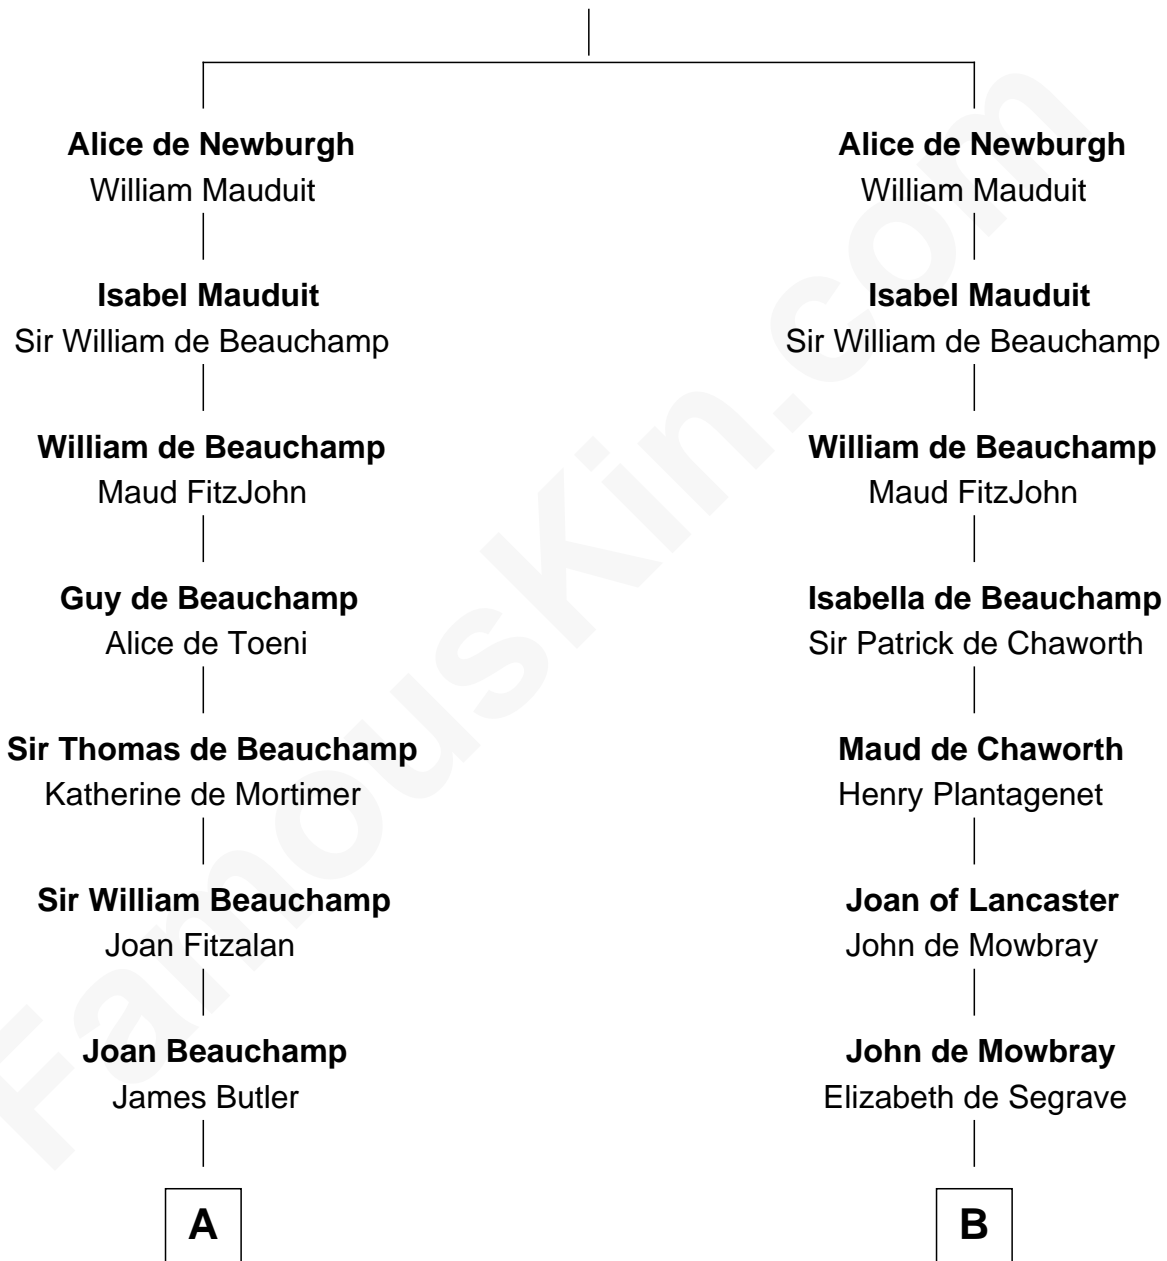 Alice de Newburgh
William Mauduit
Isabel Mauduit
Sir William de Beauchamp
William de Beauchamp
Maud FitzJohn
Guy de Beauchamp
Alice de Toeni
Sir Thomas de Beauchamp
Katherine de Mortimer
Sir William Beauchamp
Joan Fitzalan
Joan Beauchamp
James Butler
A
Alice de Newburgh
William Mauduit
Isabel Mauduit
Sir William de Beauchamp
William de Beauchamp
Maud FitzJohn
Isabella de Beauchamp
Sir Patrick de Chaworth
Maud de Chaworth
Henry Plantagenet
Joan of Lancaster
John de Mowbray
John de Mowbray
Elizabeth de Segrave
B
FamousKin.com